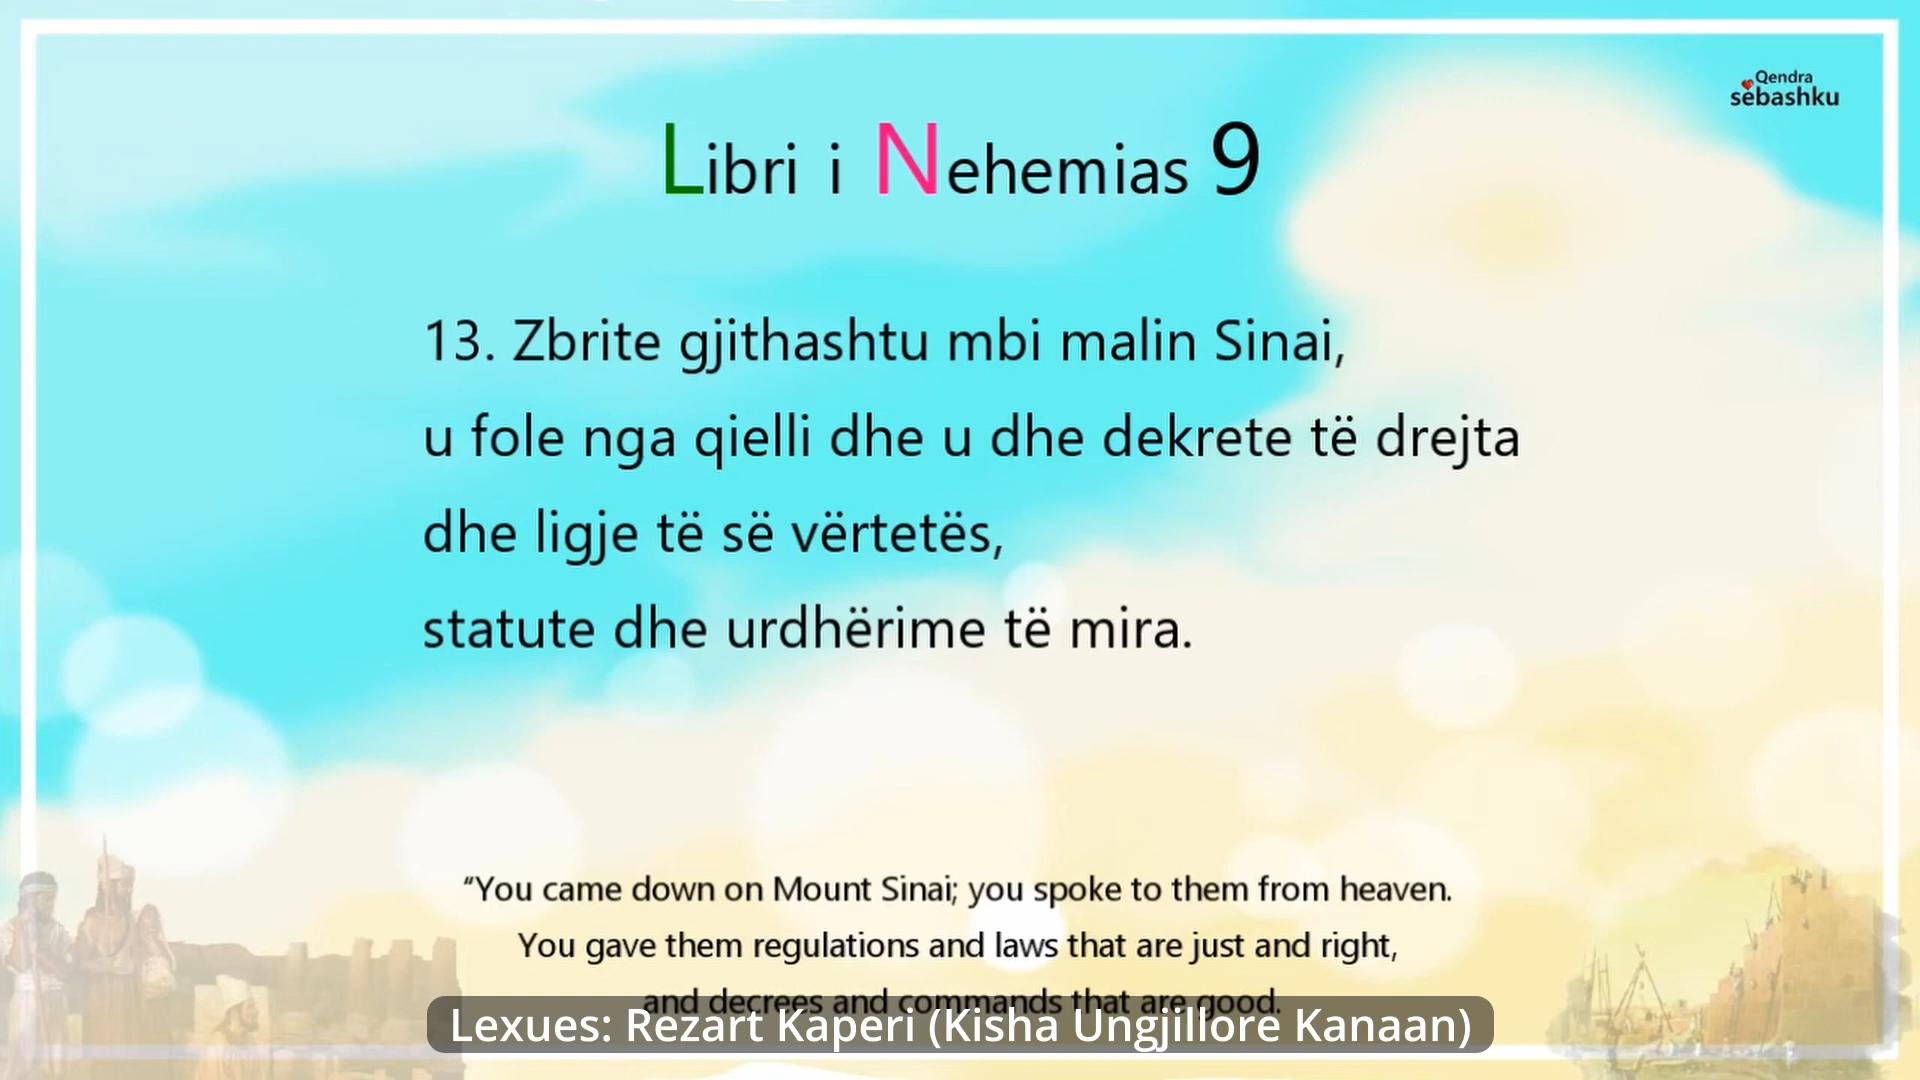 Qendra
sëbashku
Libri i Nehemias 9
13. Zbrite gjithashtu mbi malin Sinai,
u fole nga qielli dhe u dhe dekrete të drejta
dhe ligje të së vërtetës,
statute dhe urdhërime të mira.
“You came down on Mount Sinai; you spoke to them from heaven.
You gave them regulations and laws that are just and right,
and decrees and commands that are good.
Lexues: Rezart Kaperi (Kisha Ungjillore Kanaan)